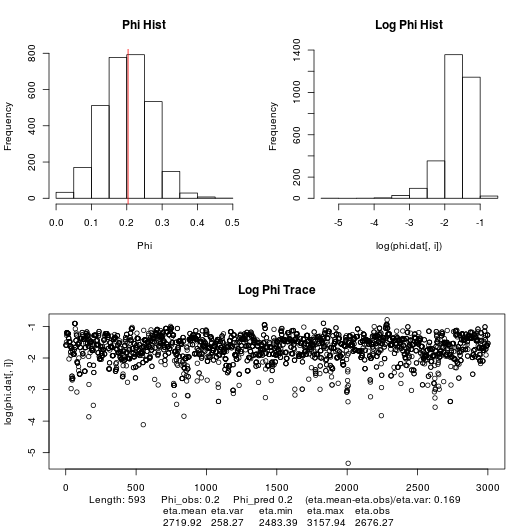 Phi Hist
Log Phi Hist
Frequency
0 200 400 600 800
0.0 0.1 0.2 0.3 0.4 0.5
Phi
Frequency
0 200 600 1000 1400
-5 -4 -3 -2 -1
log(phi.dat[, i])
Log Phi Trace
log(phi.dat[, i])
-1 -2 -3 -4 -5
0 500 1000 1500 2000 2500 3000
Length: 593 Phi_obs: 0.2 Phi_pred 0.2 (eta.mean-eta.obs)/eta.var: 0.169
eta.mean eta.var eta.min eta.max eta.obs
2719.92 258.27 2483.39 3157.94 2676.27